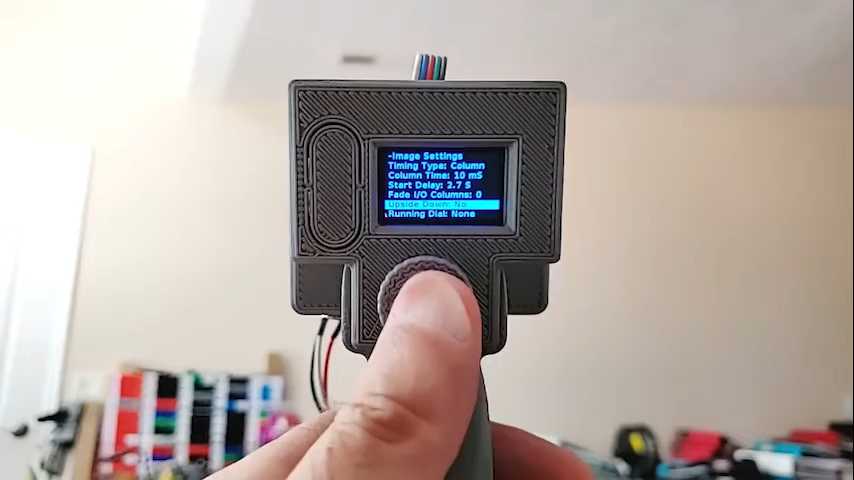 -Image Settings
Timing Type: Column
Column Time: 10 mS
Start Delay: 2.7 S
Fade I/O Columns: 0
Upside Down: No
Running Dial: None